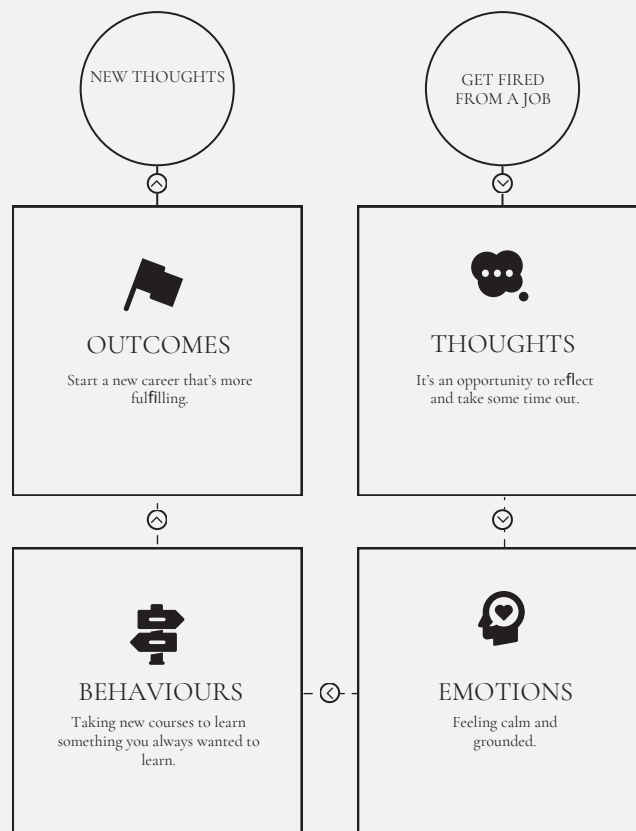 NEW THOUGHTS
GET FIRED
FROM A JOB
OUTCOMES
Start a new career that's more
fulfilling.
THOUGHTS
It's an opportunity to reflect
and take some time out.
BEHAVIOURS
Taking new courses to learn
something you always wanted to
learn.
EMOTIONS
Feeling calm and
grounded.